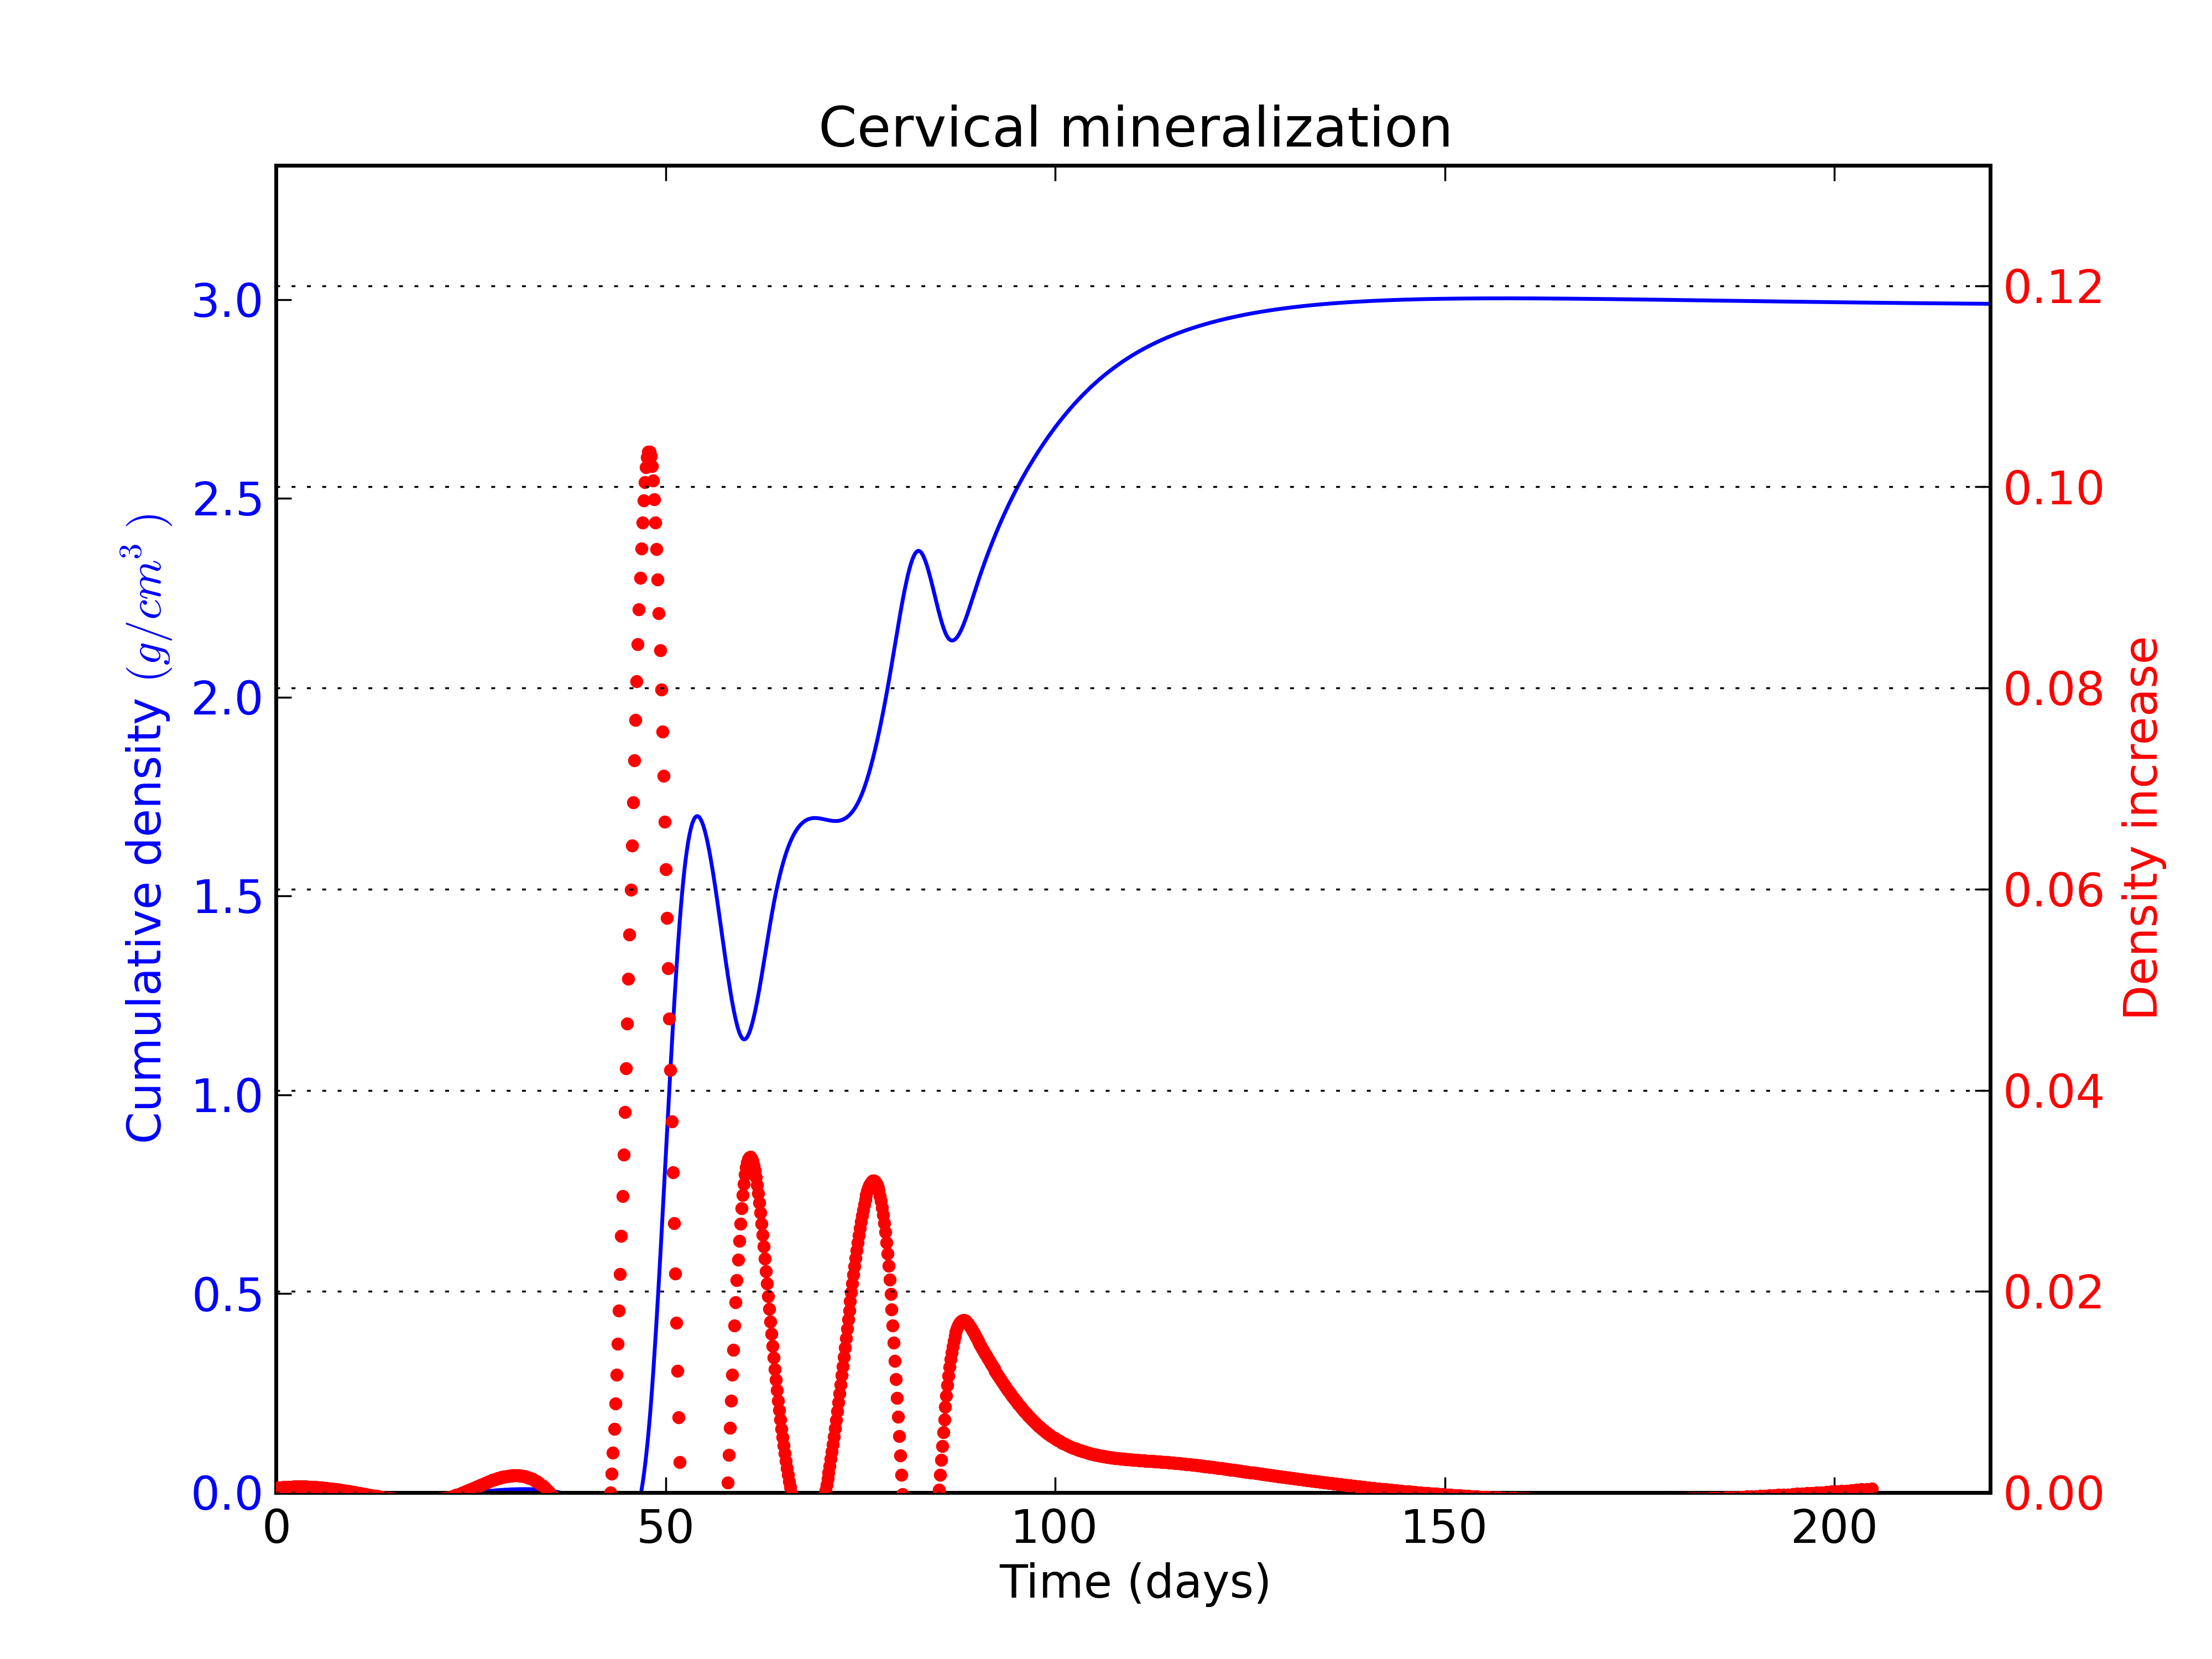 Cervical mineralization
3.0
2.5
2.0
1.5
1.0
0.5
0.0
Cumulative density (g/cm³)
0.12
0.10
0.08
0.06
0.04
0.02
0.00
Density increase
0 50 100 150 200
Time (days)